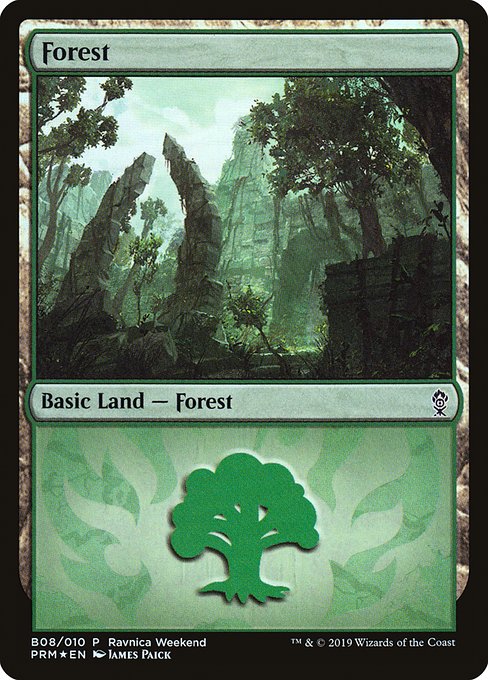 Forest
Basic Land — Forest
B08/010 P Ravnica Weekend
™ & © 2019 Wizards of the Coast
PRM★EN James Paick